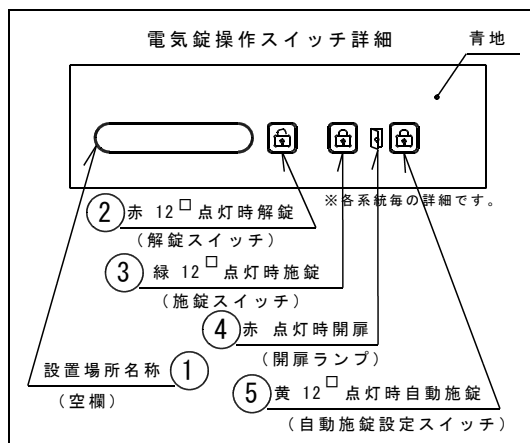 電気錠操作スイッチ詳細
青地
※各系統毎の詳細です。
② 赤 12□ 点灯時解錠
(解錠スイッチ)
③ 緑 12□ 点灯時施錠
(施錠スイッチ)
④ 赤 点灯時開扉
(開扉ランプ)
設置場所名称 ①
(空欄)
⑤ 黄 12□ 点灯時自動施錠
(自動施錠設定スイッチ)